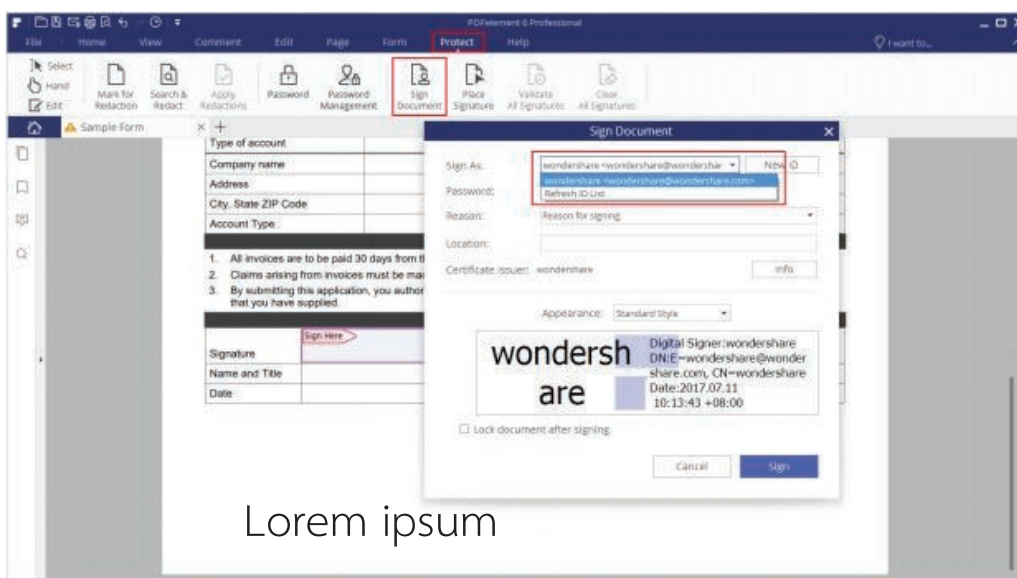 PDFelement 6 Professional
File Home View Comment Edit Page Form Protect Help I want to...
Select
Hand
Edit
Mark for Redaction
Search & Redact
Apply Redactions
Password
Password Management
Sign Document
Place Signature
Validate All Signatures
Clear All Signatures
Sample Form
Type of account
Company name
Address
City, State ZIP Code
Account Type
1. All invoices are to be paid 30 days from
2. Claims arising from invoices must be
3. By submitting this application, you
that you have supplied.
Sign Here
Signature
Name and Title
Date
Sign Document
Sign As: wondershare <wondershare@wondershar New ID
wondershare <wondershare@wondershare.com>
Refresh ID List
Password:
Reason: Reason for signing.
Location:
Certificate issuer: wondershare Info
Appearance: Standard Style
wondersh
are
Digital Signer:wondershare
DN:E=wondershare@wonder
share.com, CN=wondershare
Date:2017.07.11
10:13:43 +08:00
Lock document after signing.
Cancel Sign
Lorem ipsum